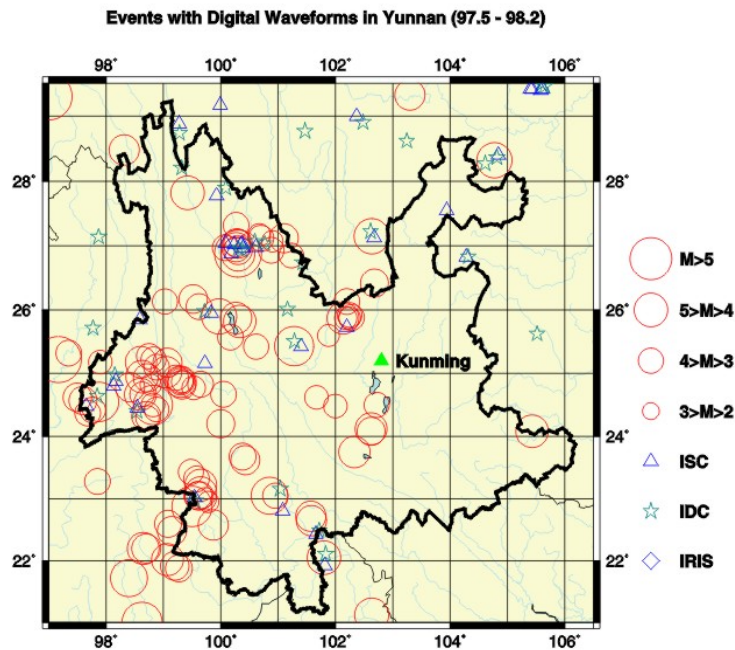 Events with Digital Waveforms in Yunnan (97.5 - 98.2)
98˚ 100˚ 102˚ 104˚ 106˚
28˚ 28˚
26˚ 26˚
24˚ 24˚
22˚ 22˚
98˚ 100˚ 102˚ 104˚ 106˚
Kunming
M>5
5>M>4
4>M>3
3>M>2
ISC
IDC
IRIS